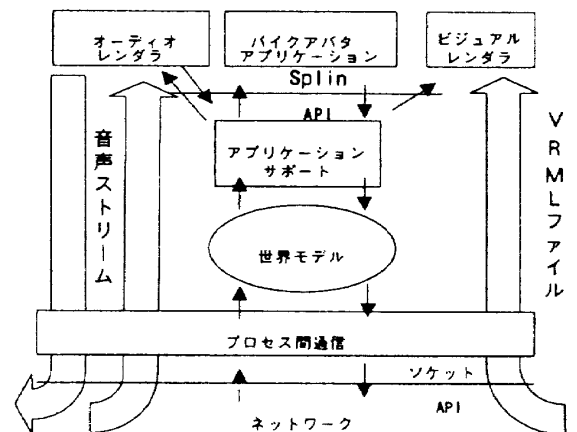 オーディオ
レンダラ
バイクアバタ
アプリケーション
ビジュアル
レンダラ
Splin
API
アプリケーション
サポート
音声ストリーム
VRMLファイル
世界モデル
プロセス間通信
ソケット
API
ネットワーク